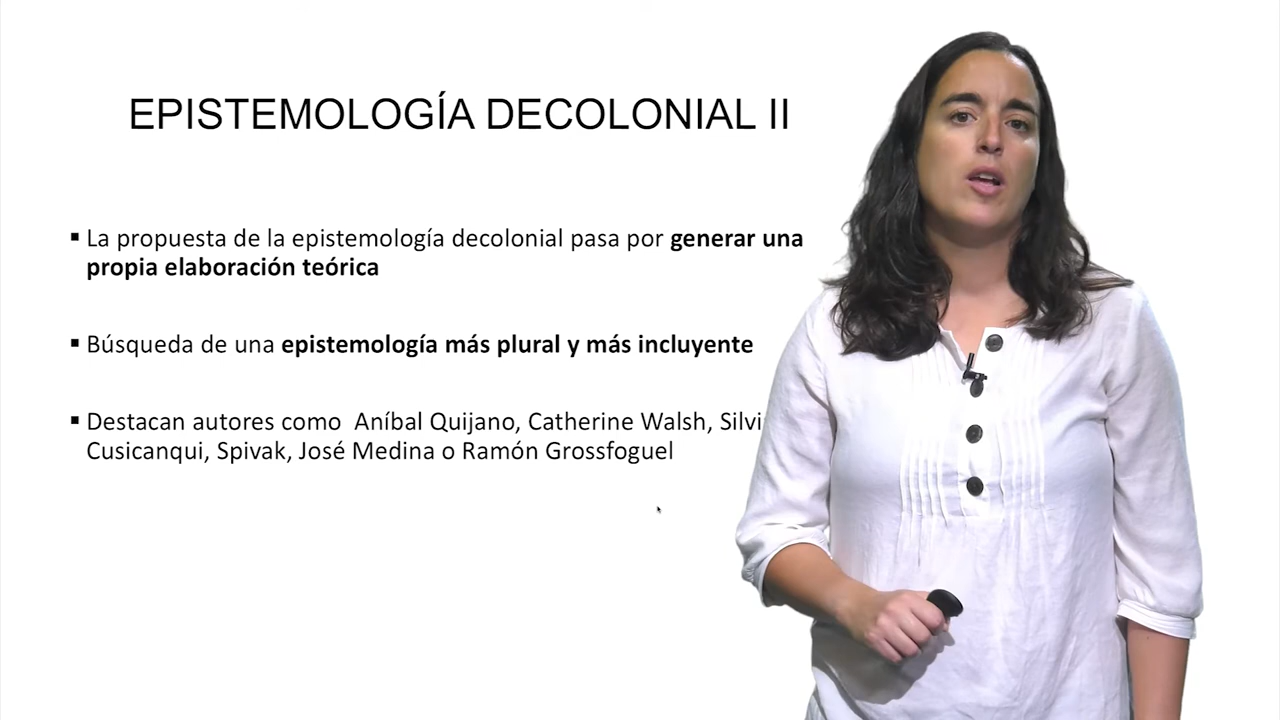 EPISTEMOLOGÍA DECOLONIAL II
▪ La propuesta de la epistemología decolonial pasa por generar una
propia elaboración teórica
▪ Búsqueda de una epistemología más plural y más incluyente
▪ Destacan autores como Aníbal Quijano, Catherine Walsh,
Cusicanqui, Spivak, José Medina o Ramón Grossfoguel